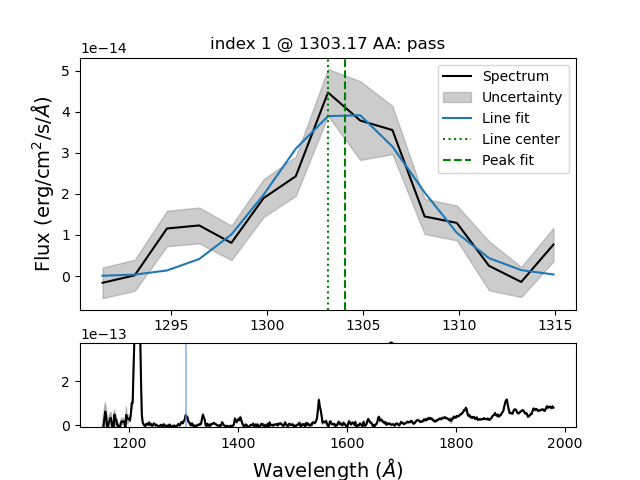 index 1 @ 1303.17 AA: pass
1e−14
Flux (erg/cm²/s/Å)
5
4
3
2
1
0
Spectrum
Uncertainty
Line fit
Line center
Peak fit
1295 1300 1305 1310 1315
1e−13
2
0
1200 1400 1600 1800 2000
Wavelength (Å)